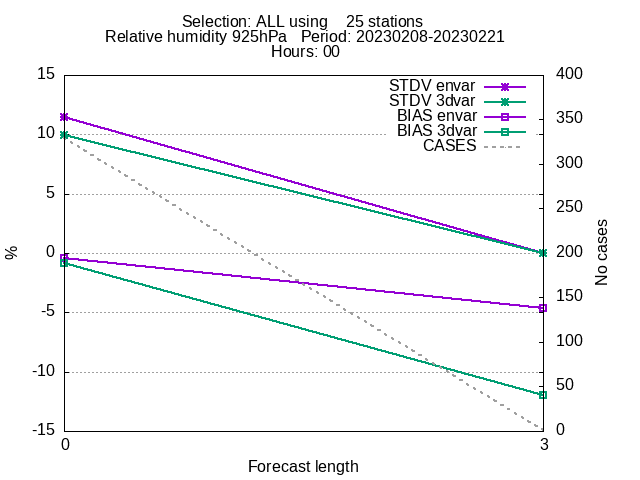 Selection: ALL using    25 stations
Relative humidity 925hPa   Period: 20230208-20230221
Hours: 00
15
10
5
0
-5
-10
-15
400
350
300
250
200
150
100
50
0
STDV envar
STDV 3dvar
BIAS envar
BIAS 3dvar
CASES
%
No cases
0
3
Forecast length